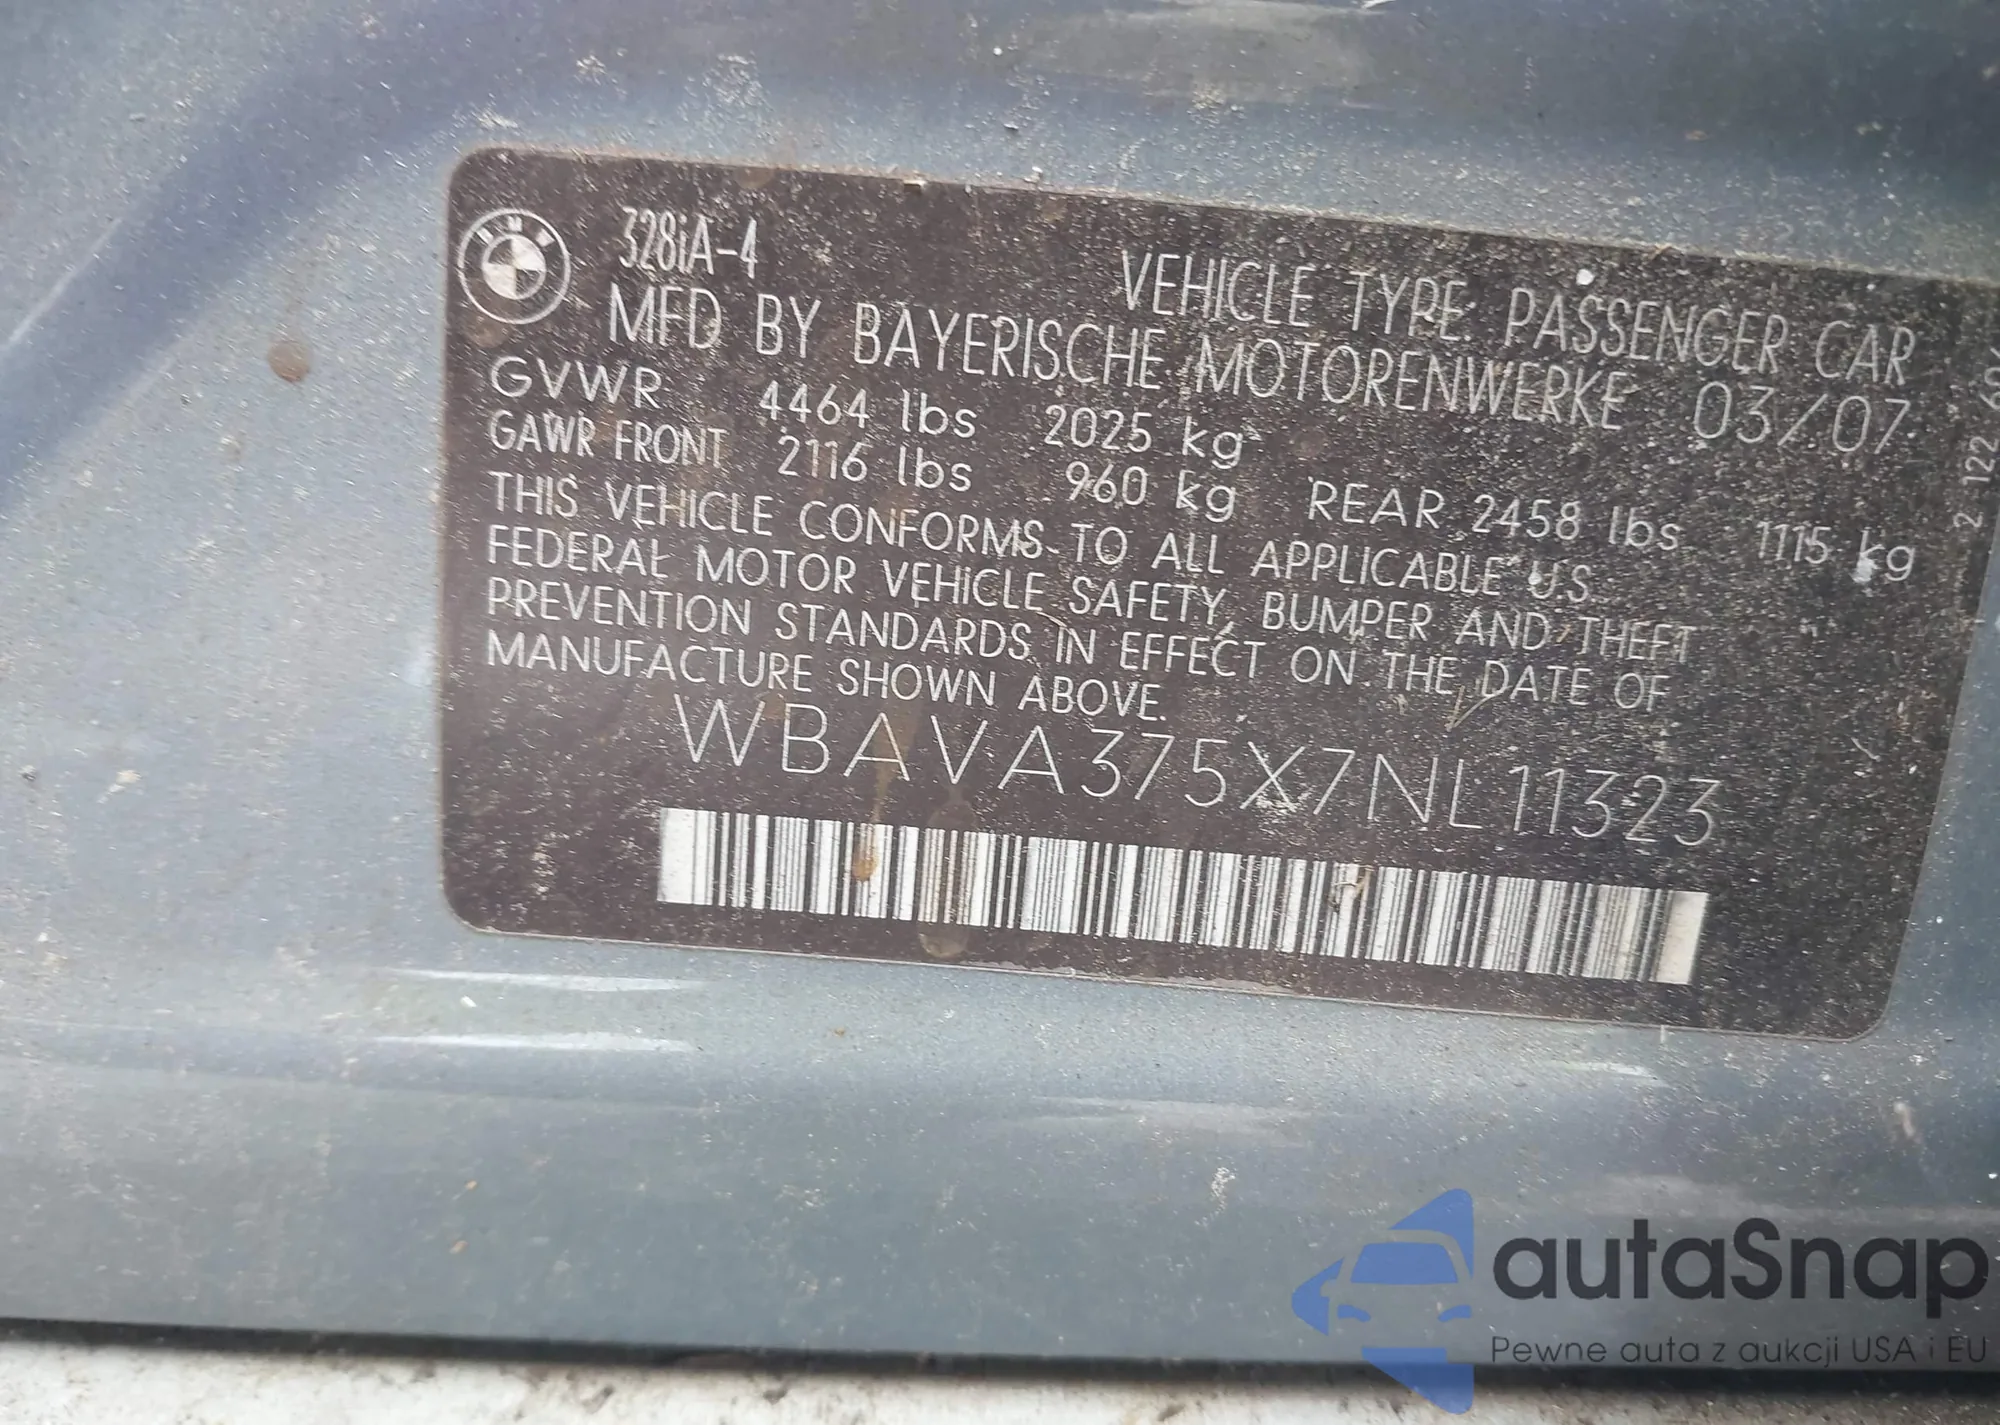 BMW
328iA-4
VEHICLE TYPE: PASSENGER CAR
MFD BY BAYERISCHE MOTORENWERKE 03/07
GVWR 4464 lbs 2025 kg
GAWR FRONT 2116 lbs 960 kg REAR 2458 lbs 1115 kg
THIS VEHICLE CONFORMS TO ALL APPLICABLE U.S.
FEDERAL MOTOR VEHICLE SAFETY, BUMPER AND THEFT
PREVENTION STANDARDS IN EFFECT ON THE DATE OF
MANUFACTURE SHOWN ABOVE.
WBAVA375X7NL11323
2 122
autaSnap
Pewne auta z aukcji USA i EU